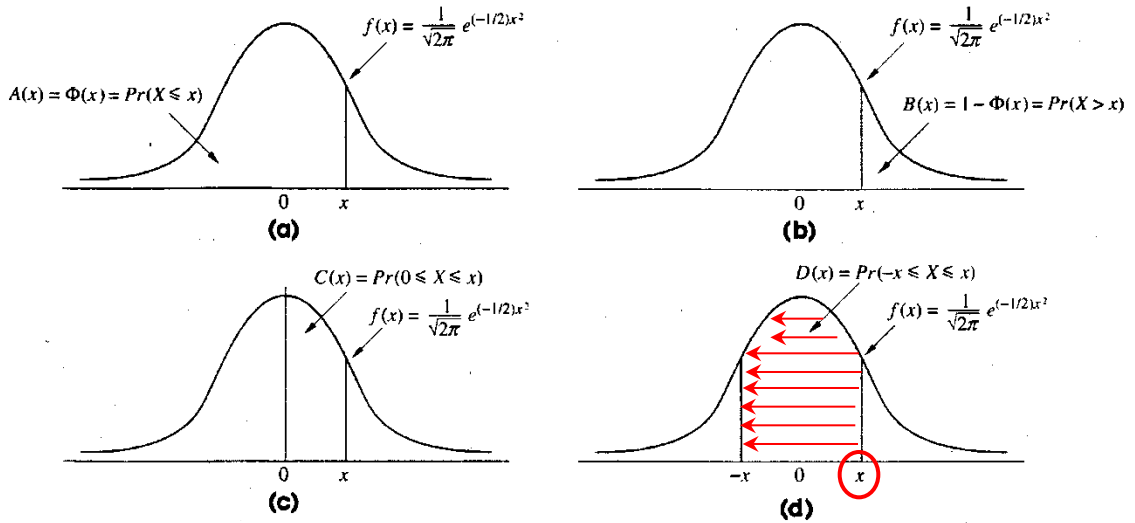 f(x) = 1/√2π e^(-1/2)x²
A(x) = Φ(x) = Pr(X ≤ x)
0 x
(a)
f(x) = 1/√2π e^(-1/2)x²
B(x) = 1 − Φ(x) = Pr(X > x)
0 x
(b)
C(x) = Pr(0 ≤ X ≤ x)
f(x) = 1/√2π e^(-1/2)x²
0 x
(c)
D(x) = Pr(−x ≤ X ≤ x)
f(x) = 1/√2π e^(-1/2)x²
−x 0 x
(d)